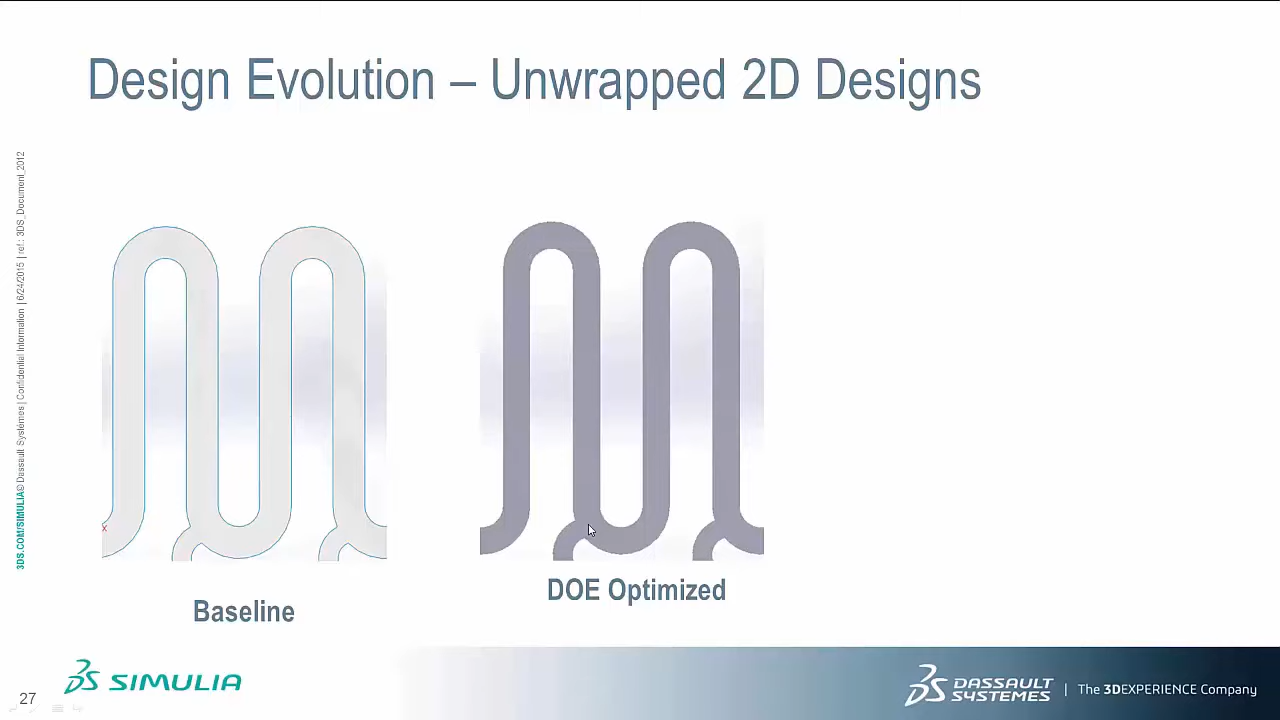 Design Evolution – Unwrapped 2D Designs
3DS.COM/SIMULIA© Dassault Systèmes | Confidential Information | 6/24/2015 | ref.: 3DS_Document_2012
x
Baseline
DOE Optimized
27
SIMULIA
DASSAULT
SYSTEMES
| The 3DEXPERIENCE Company